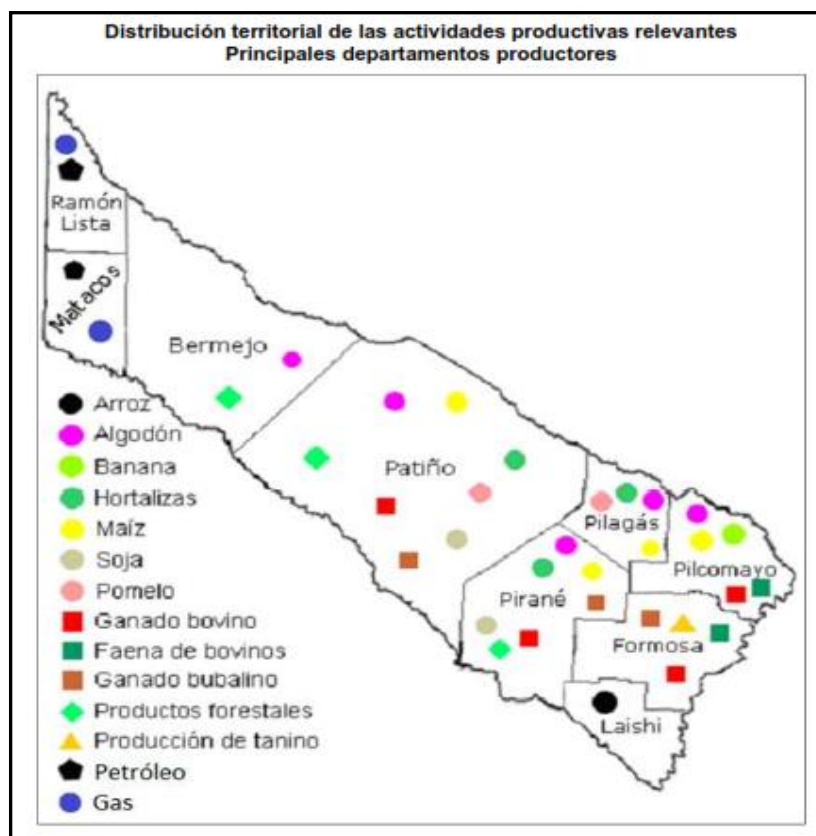 Distribución territorial de las actividades productivas relevantes
Principales departamentos productores
Ramón
Lista
Matacos
Bermejo
Patiño
Pilagás
Pilcomayo
Pirané
Formosa
Laishi
Arroz
Algodón
Banana
Hortalizas
Maíz
Soja
Pomelo
Ganado bovino
Faena de bovinos
Ganado bubalino
Productos forestales
Producción de tanino
Petróleo
Gas